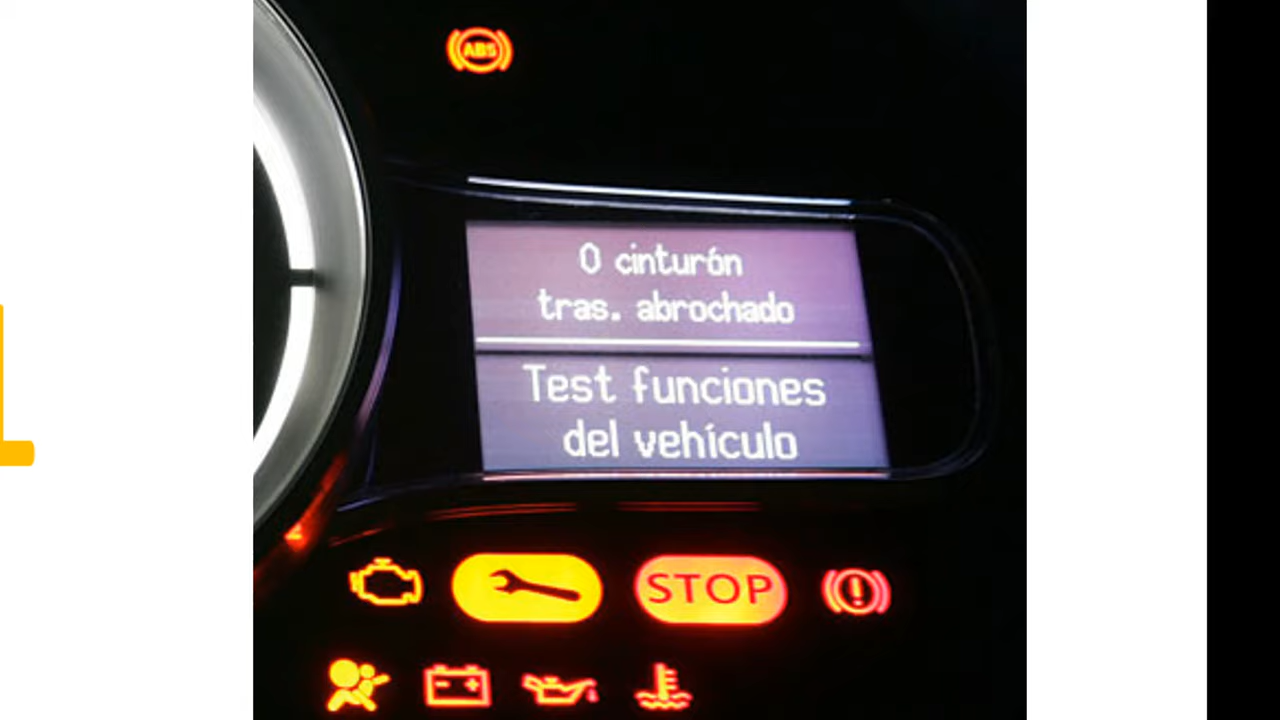 ABS
0 cinturón
tras. abrochado
Test funciones
del vehículo
STOP